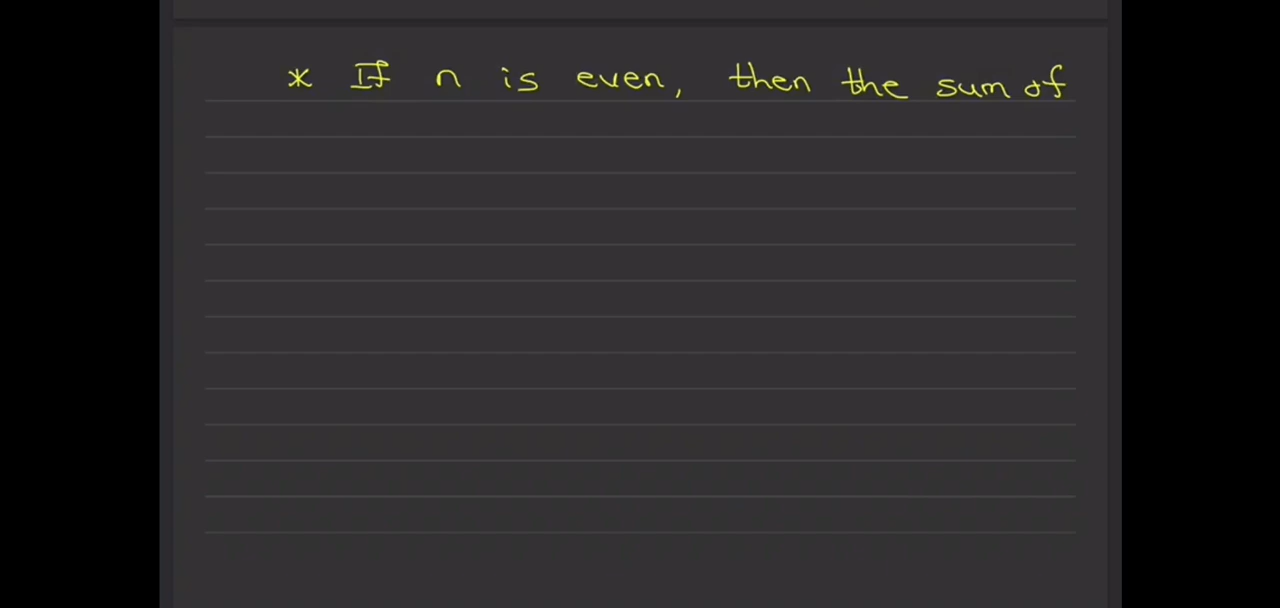 * If n is even, then the sum of